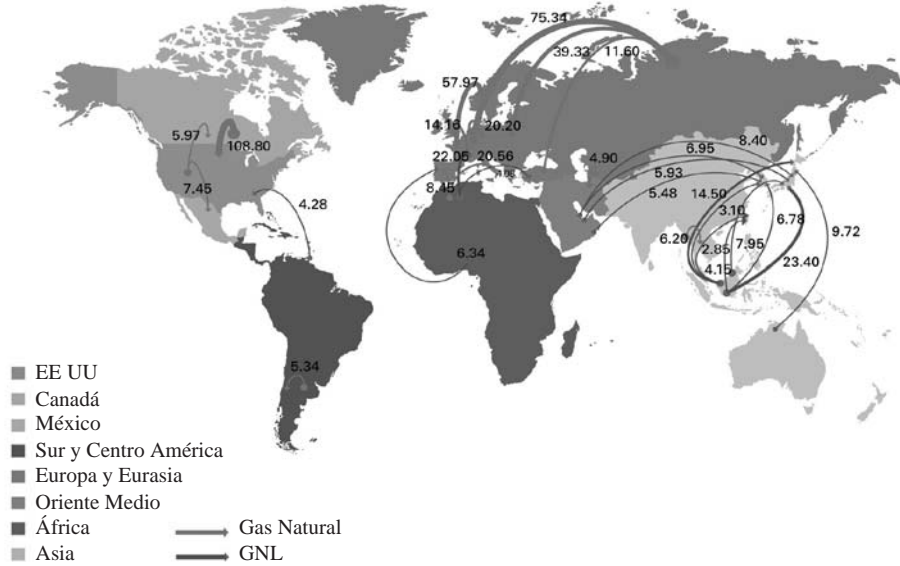 75.34
39.33
11.60
57.97
14.16
20.20
8.40
5.97
108.80
6.95
22.05
20.56
4.90
5.93
7.45
8.45
5.48
14.50
4.28
3.10
6.78
9.72
6.20
2.85
7.95
6.34
4.15
23.40
5.34
EE UU
Canadá
México
Sur y Centro América
Europa y Eurasia
Oriente Medio
África
Gas Natural
Asia
GNL